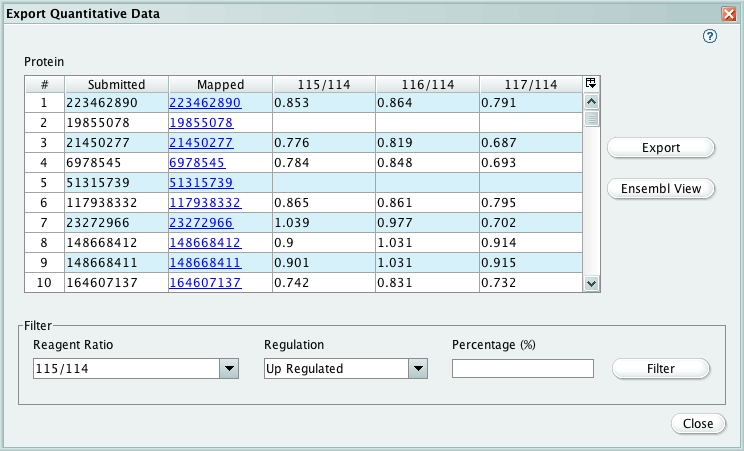 Export Quantitative Data
?
Protein
# Submitted Mapped 115/114 116/114 117/114
1 223462890 223462890 0.853 0.864 0.791
2 19855078 19855078
3 21450277 21450277 0.776 0.819 0.687
4 6978545 6978545 0.784 0.848 0.693
5 51315739 51315739
6 117938332 117938332 0.865 0.861 0.795
7 23272966 23272966 1.039 0.977 0.702
8 148668412 148668412 0.9 1.031 0.914
9 148668411 148668411 0.901 1.031 0.915
10 164607137 164607137 0.742 0.831 0.732
Export
Ensembl View
Filter
Reagent Ratio Regulation Percentage (%)
115/114 Up Regulated Filter
Close